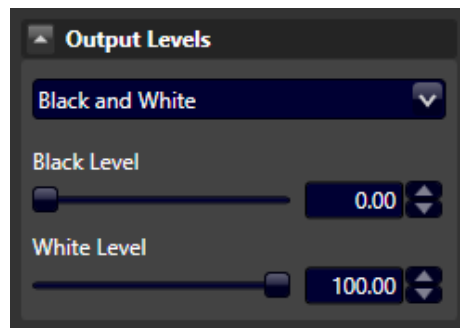 Output Levels
Black and White
Black Level
0.00
White Level
100.00